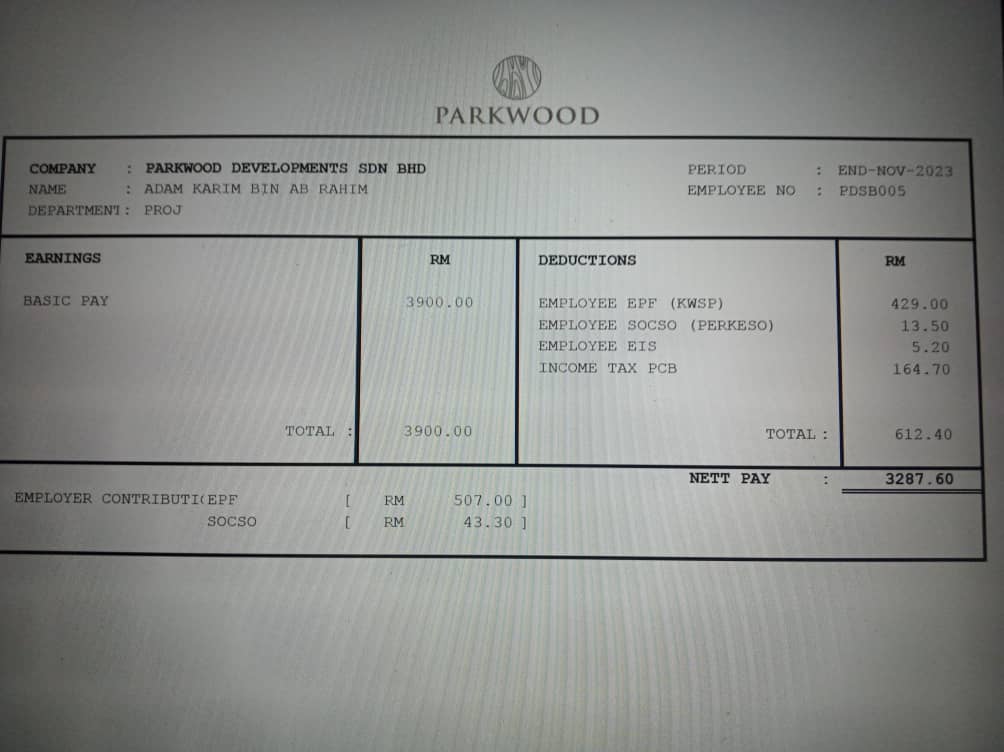 PARKWOOD
COMPANY : PARKWOOD DEVELOPMENTS SDN BHD PERIOD : END-NOV-2023
NAME : ADAM KARIM BIN AB RAHIM EMPLOYEE NO : PDSB005
DEPARTMENT : PROJ
EARNINGS RM DEDUCTIONS RM
BASIC PAY 3900.00 EMPLOYEE EPF (KWSP) 429.00
EMPLOYEE SOCSO (PERKESO) 13.50
EMPLOYEE EIS 5.20
INCOME TAX PCB 164.70
TOTAL : 3900.00 TOTAL : 612.40
NETT PAY : 3287.60
EMPLOYER CONTRIBUTI(EPF [ RM 507.00 ]
SOCSO [ RM 43.30 ]